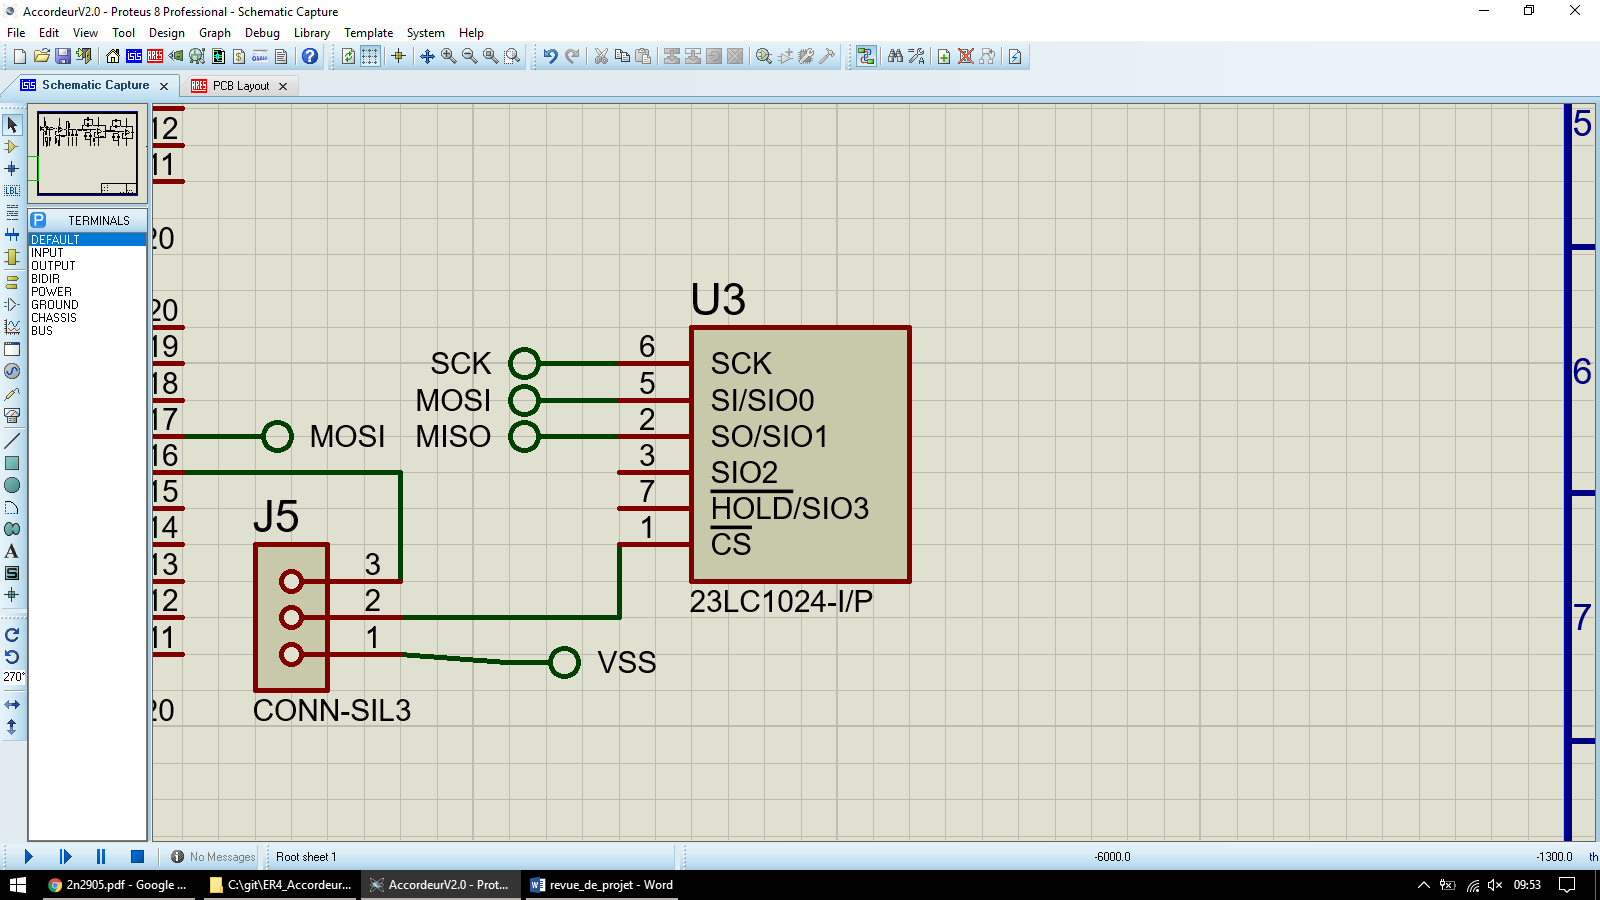 AccordeurV2.0 - Proteus 8 Professional - Schematic Capture
File Edit View Tool Design Graph Debug Library Template System Help
Schematic Capture
PCB Layout
TERMINALS
DEFAULT
INPUT
OUTPUT
BIDIR
POWER
GROUND
CHASSIS
BUS
LBL
A
S
270°
12
11
20
20
19
18
17
16
15
14
13
12
11
20
MOSI
J5
3
2
1
CONN-SIL3
VSS
SCK
MOSI
MISO
U3
6
5
2
3
7
1
SCK
SI/SIO0
SO/SIO1
SIO2
HOLD/SIO3
CS
23LC1024-I/P
5
6
7
No Messages
Root sheet 1
-6000.0
-1300.0
th
2n2905.pdf - Google ...
C:\git\ER4_Accordeur...
AccordeurV2.0 - Prot...
revue_de_projet - Word
09:53